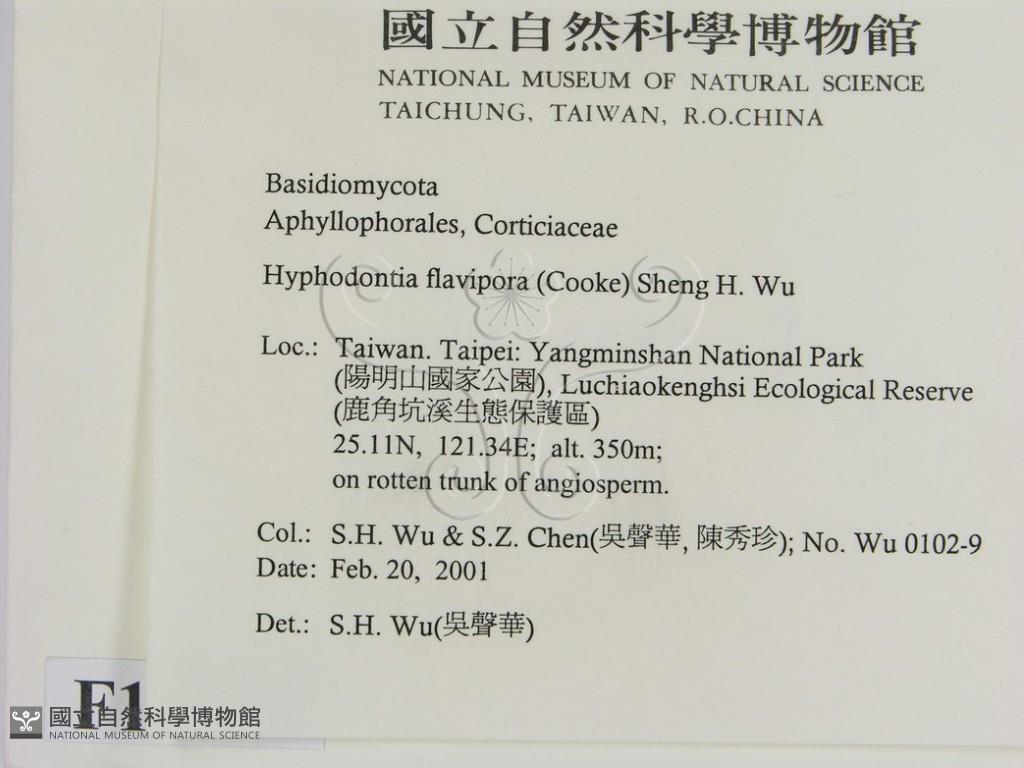 國立自然科學博物館
NATIONAL MUSEUM OF NATURAL SCIENCE
TAICHUNG, TAIWAN, R.O.CHINA
Basidiomycota
Aphyllophorales, Corticiaceae
Hyphodontia flavipora (Cooke) Sheng H. Wu
Loc.: Taiwan. Taipei: Yangminshan National Park
(陽明山國家公園), Luchiaokenghsi Ecological Reserve
(鹿角坑溪生態保護區)
25.11N, 121.34E; alt. 350m;
on rotten trunk of angiosperm.
Col.: S.H. Wu & S.Z. Chen(吳聲華, 陳秀珍); No. Wu 0102-9
Date: Feb. 20, 2001
Det.: S.H. Wu(吳聲華)
F1
國立自然科學博物館
NATIONAL MUSEUM OF NATURAL SCIENCE